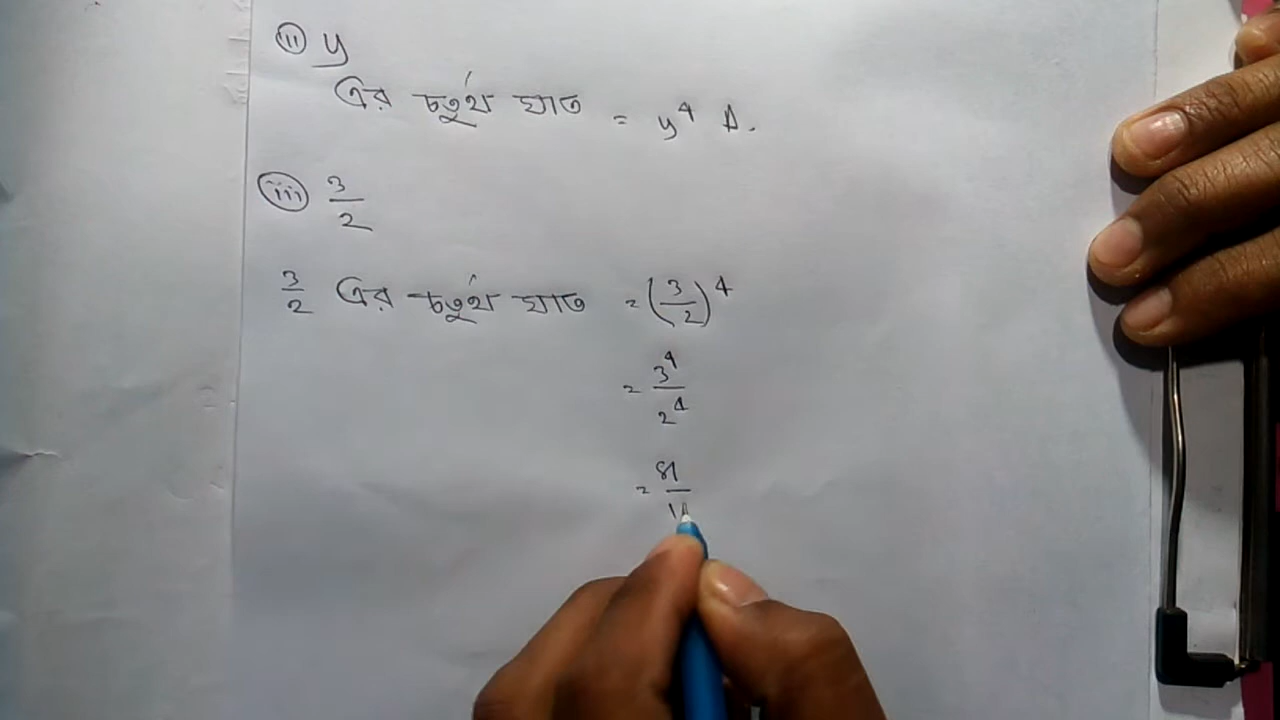 (ii) y
এর চতুর্থ ঘাত = y⁴ A.
(iii) 3/2
3/2 এর চতুর্থ ঘাত = (3/2)⁴
= 3⁴/2⁴
= 81/1